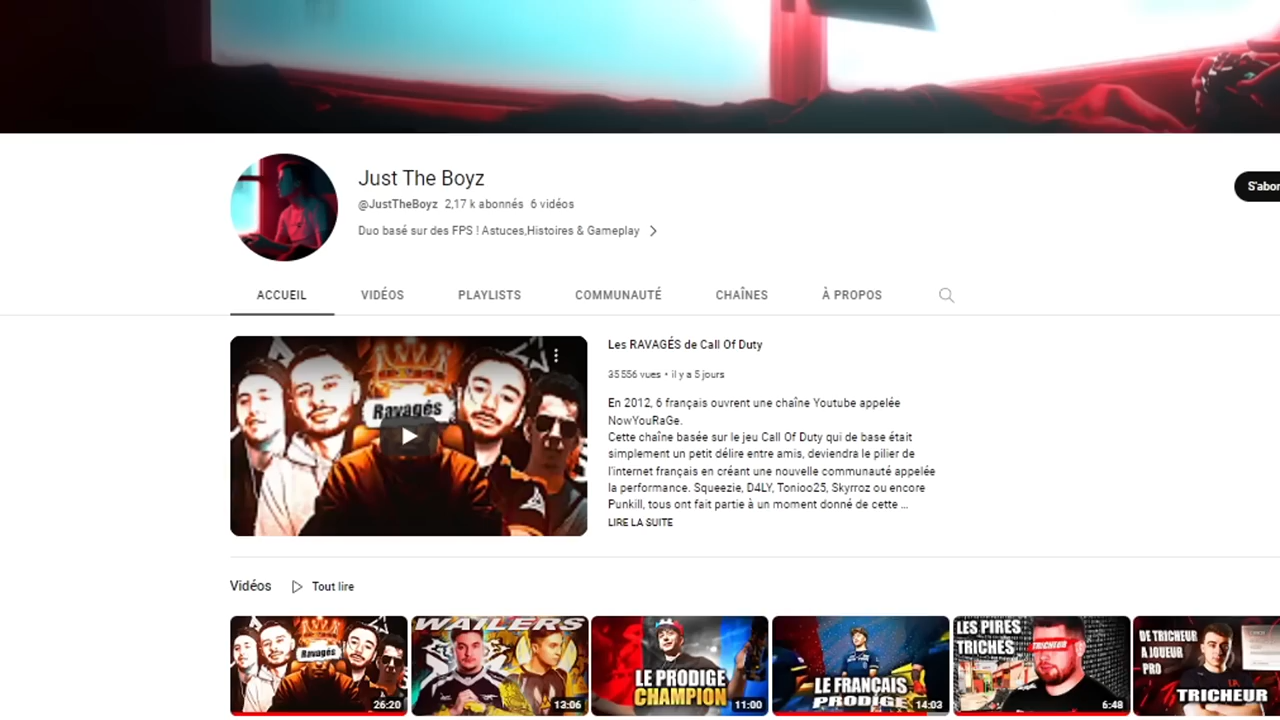 Just The Boyz
@JustTheBoyz 2,17 k abonnés 6 vidéos
Duo basé sur des FPS ! Astuces,Histoires & Gameplay
S'abon
ACCUEIL VIDÉOS PLAYLISTS COMMUNAUTÉ CHAÎNES À PROPOS
Ravagés
Les RAVAGÉS de Call Of Duty
35 556 vues • il y a 5 jours
En 2012, 6 français ouvrent une chaîne Youtube appelée
NowYouRaGe.
Cette chaîne basée sur le jeu Call Of Duty qui de base était
simplement un petit délire entre amis, deviendra le pilier de
l'internet français en créant une nouvelle communauté appelée
la performance. Squeezie, D4LY, Tonioo25, Skyrroz ou encore
Punkill, tous ont fait partie à un moment donné de cette ...
LIRE LA SUITE
Vidéos Tout lire
Ravagés
26:20
WAILERS
13:06
LE PRODIGE
CHAMPION
11:00
LE FRANÇAIS
PRODIGE
14:03
LES PIRES
TRICHES
TRICHEUR
6:48
DE TRICHEUR
A JOUEUR
PRO
TRICHEUR